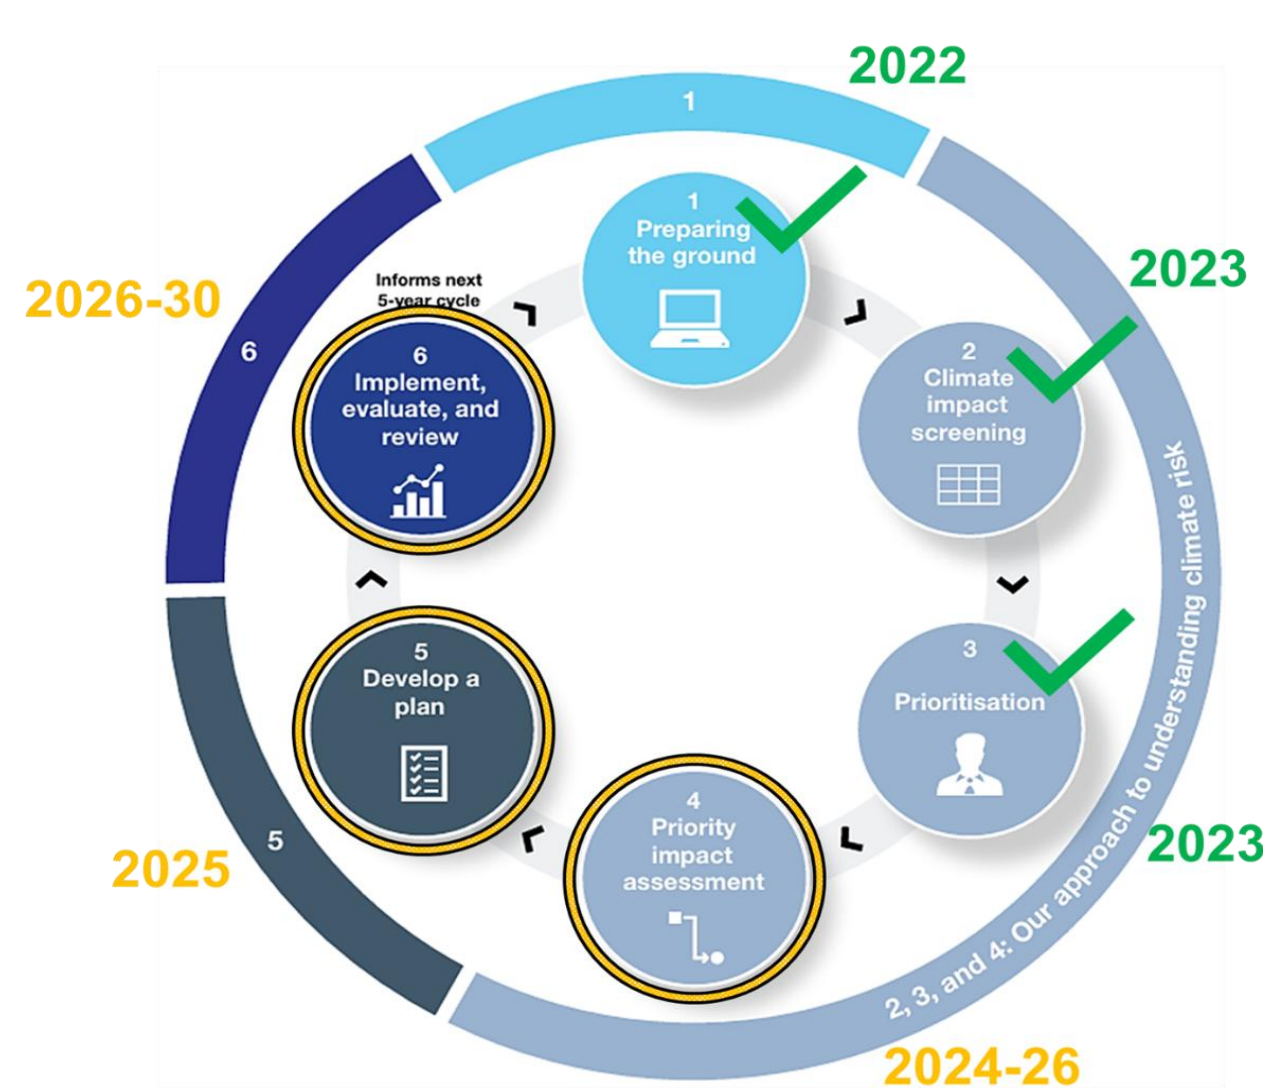 2022
1
1
Preparing
the ground
2023
2
Climate
impact
screening
3
Prioritisation
2023
2, 3, and 4: Our approach to understanding climate risk
4
Priority
impact
assessment
2024-26
5
Develop a
plan
5
2025
Informs next
5-year cycle
6
Implement,
evaluate, and
review
6
2026-30